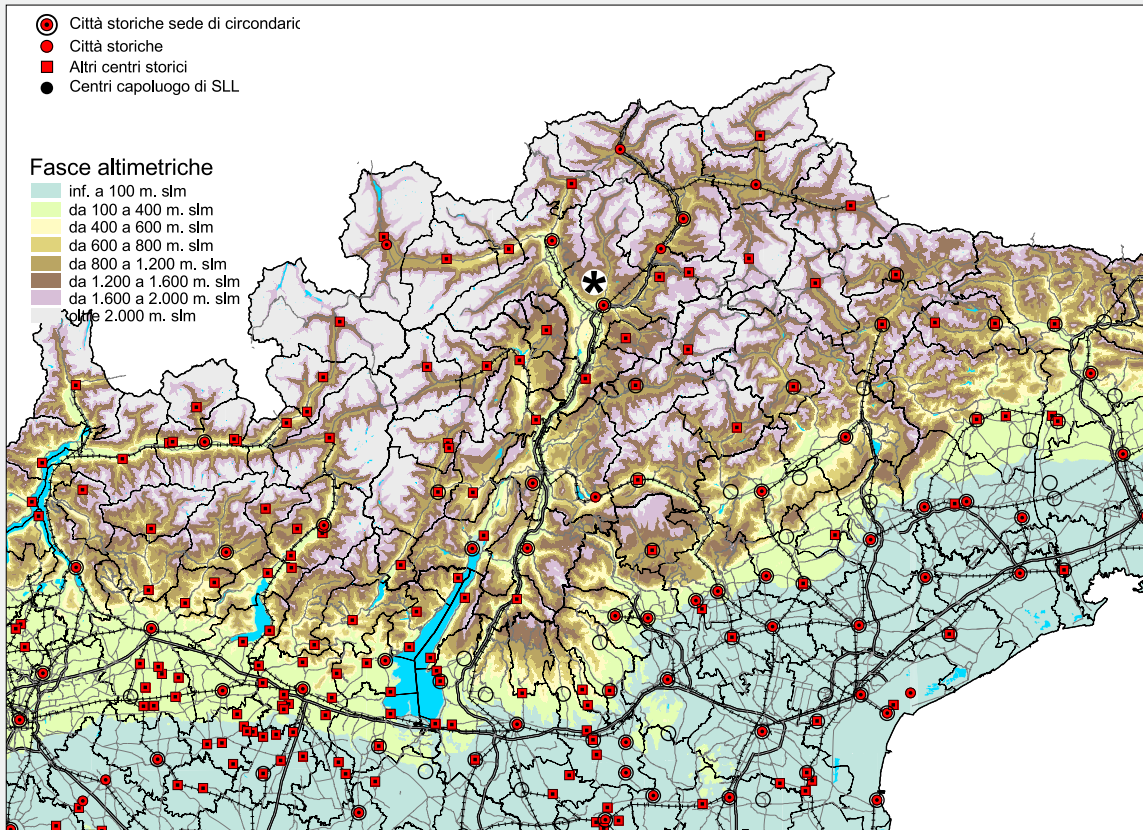 Città storiche sede di circondaric
Città storiche
Altri centri storici
Centri capoluogo di SLL
Fasce altimetriche
inf. a 100 m. slm
da 100 a 400 m. slm
da 400 a 600 m. slm
da 600 a 800 m. slm
da 800 a 1.200 m. slm
da 1.200 a 1.600 m. slm
da 1.600 a 2.000 m. slm
oltre 2.000 m. slm
*